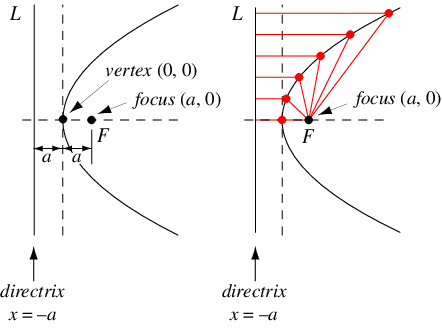 L
vertex (0, 0)
focus (a, 0)
F
a
a
directrix
x = –a
L
focus (a, 0)
F
directrix
x = –a